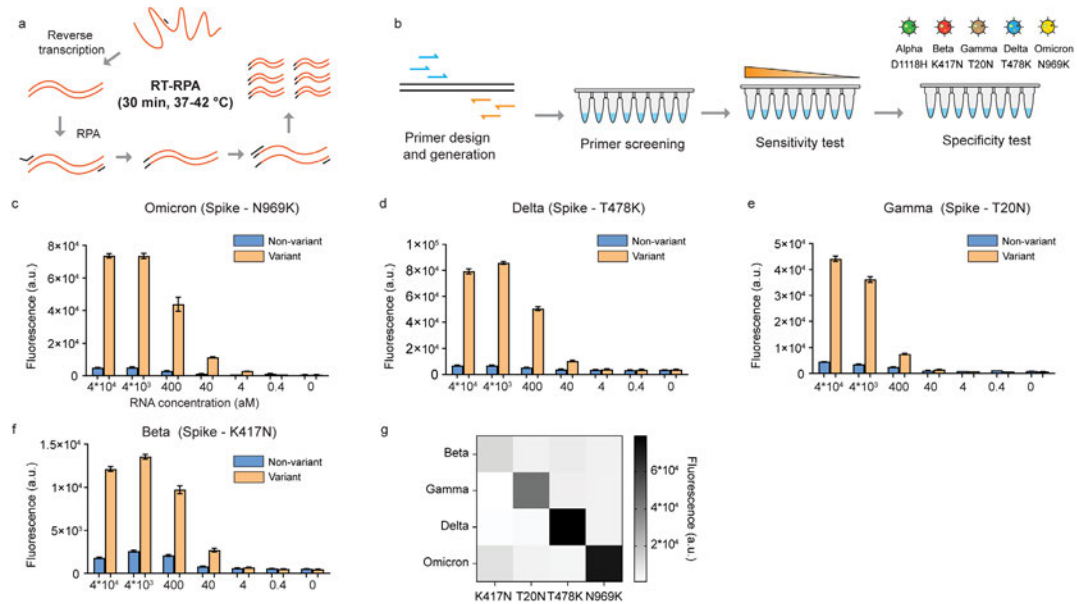 a
Reverse
transcription
RT-RPA
(30 min, 37-42 °C)
RPA
b
Primer design
and generation
Primer screening
Sensitivity test
Specificity test
Alpha Beta Gamma Delta Omicron
D1118H K417N T20N T478K N969K
c
Omicron (Spike - N969K)
Non-variant
Variant
Fluorescence (a.u.)
8*10⁴
6*10⁴
4*10⁴
2*10⁴
0
4*10⁴ 4*10³ 400 40 4 0.4 0
RNA concentration (aM)
d
Delta (Spike - T478K)
Non-variant
Variant
Fluorescence (a.u.)
1×10⁵
8×10⁴
6×10⁴
4×10⁴
2×10⁴
0
4*10⁴ 4*10³ 400 40 4 0.4 0
e
Gamma (Spike - T20N)
Non-variant
Variant
Fluorescence (a.u.)
5×10⁴
4×10⁴
3×10⁴
2×10⁴
1×10⁴
0
4*10⁴ 4*10³ 400 40 4 0.4 0
f
Beta (Spike - K417N)
Non-variant
Variant
Fluorescence (a.u.)
1.5×10⁴
1×10⁴
5×10³
0
4*10⁴ 4*10³ 400 40 4 0.4 0
g
Beta
Gamma
Delta
Omicron
K417N T20N T478K N969K
6*10⁴
4*10⁴
2*10⁴
Fluorescence (a.u.)